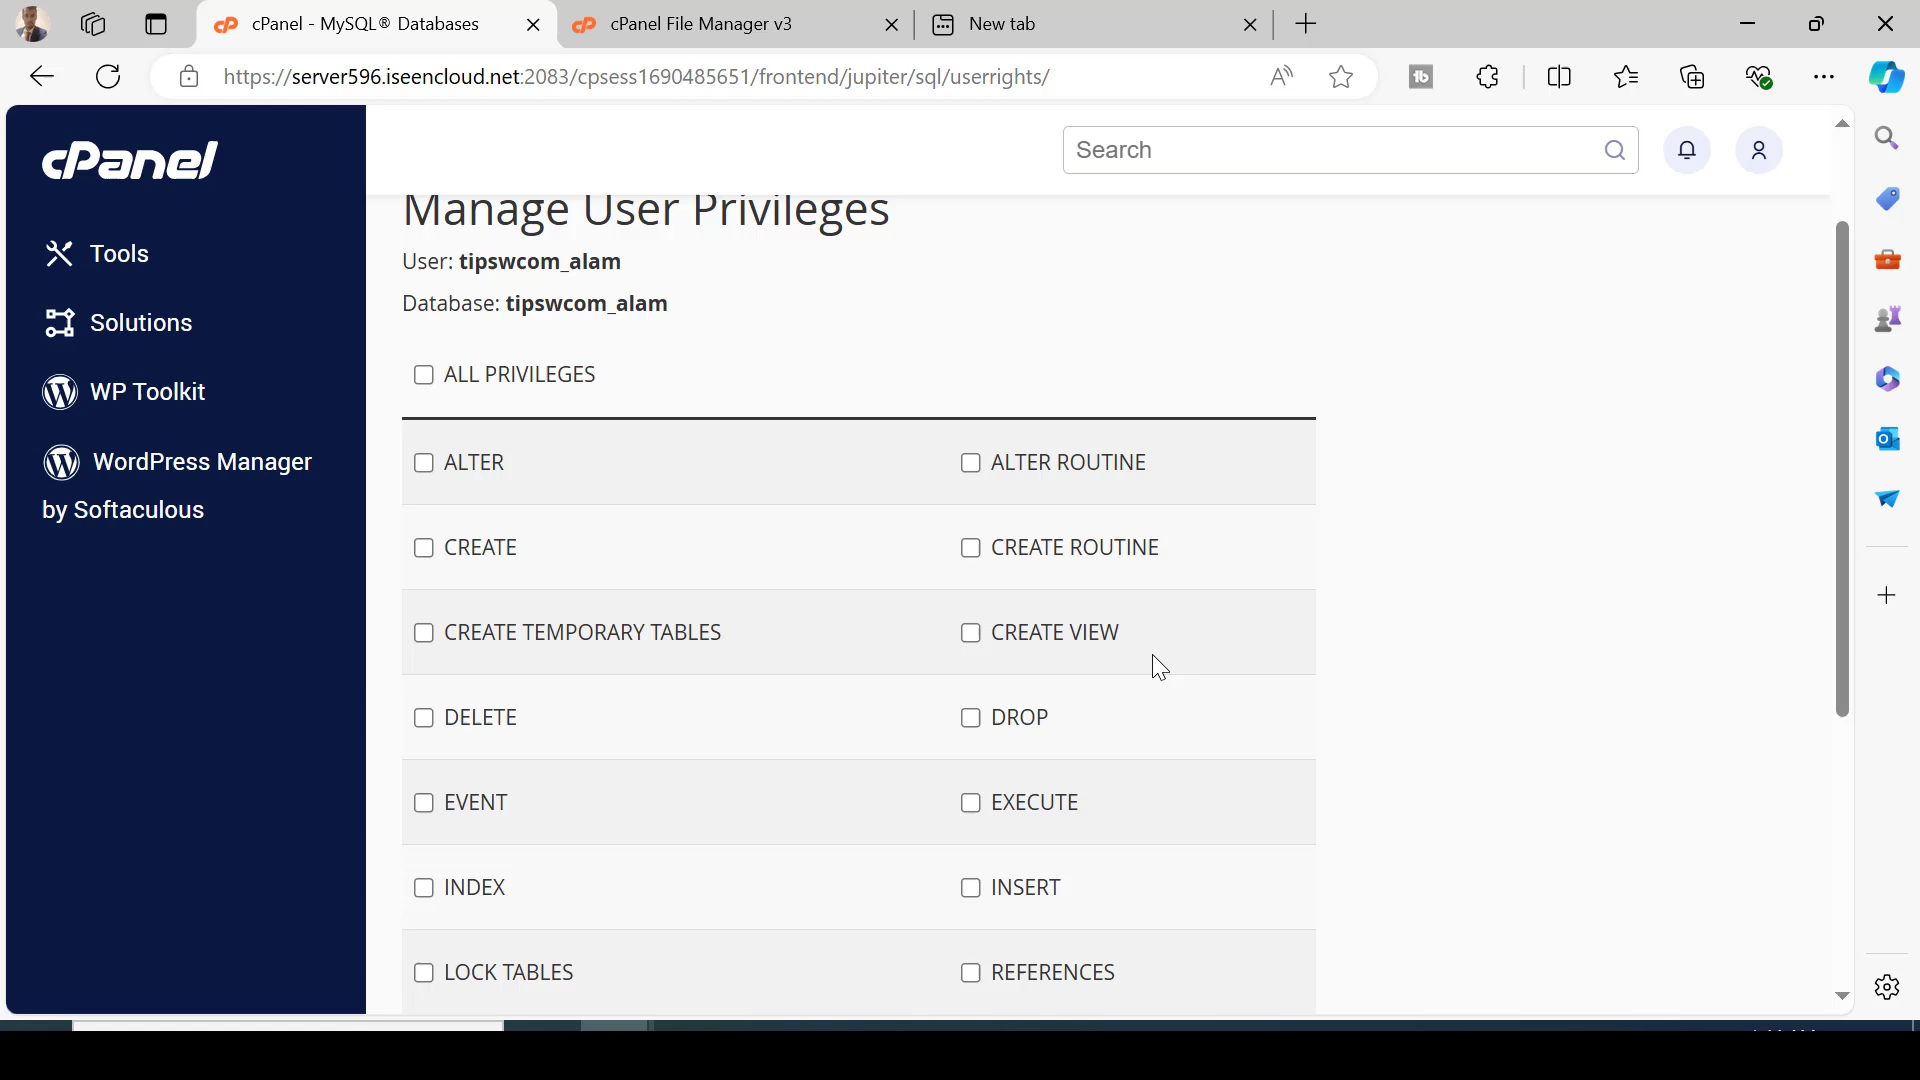 cPanel - MySQL® Databases
cPanel File Manager v3
New tab
https://server596.iseencloud.net:2083/cpsess1690485651/frontend/jupiter/sql/userrights/
cPanel
Search
Tools
Solutions
WP Toolkit
WordPress Manager
by Softaculous
Manage User Privileges
User: tipswcom_alam
Database: tipswcom_alam
ALL PRIVILEGES
ALTER
ALTER ROUTINE
CREATE
CREATE ROUTINE
CREATE TEMPORARY TABLES
CREATE VIEW
DELETE
DROP
EVENT
EXECUTE
INDEX
INSERT
LOCK TABLES
REFERENCES